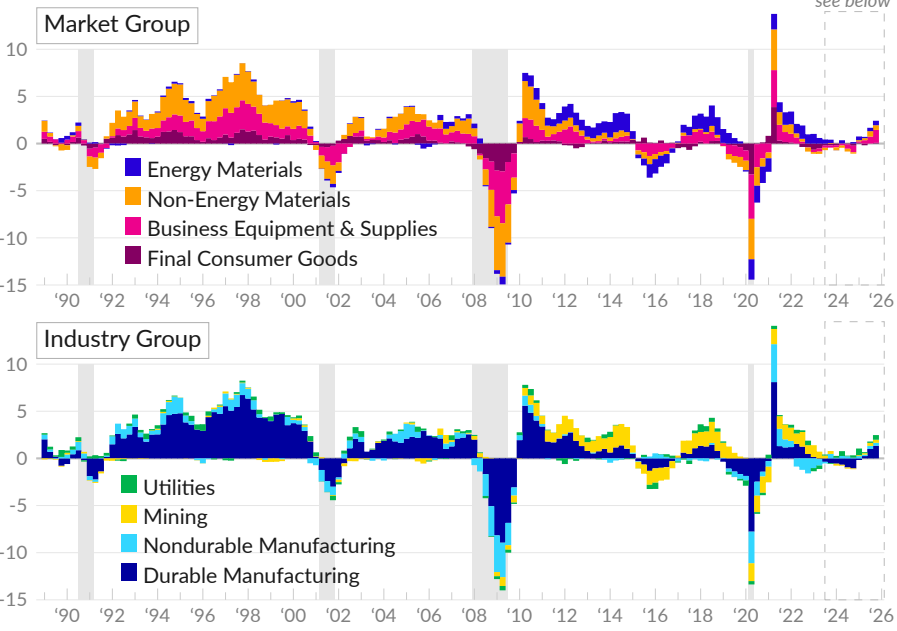 see below
Market Group
10
5
0
-5
-10
-15
Energy Materials
Non-Energy Materials
Business Equipment & Supplies
Final Consumer Goods
‘90 ‘92 ‘94 ‘96 ‘98 ‘00 ‘02 ‘04 ‘06 ‘08 ‘10 ‘12 ‘14 ‘16 ‘18 ‘20 ‘22 ‘24 ‘26
Industry Group
10
5
0
-5
-10
-15
Utilities
Mining
Nondurable Manufacturing
Durable Manufacturing
‘90 ‘92 ‘94 ‘96 ‘98 ‘00 ‘02 ‘04 ‘06 ‘08 ‘10 ‘12 ‘14 ‘16 ‘18 ‘20 ‘22 ‘24 ‘26